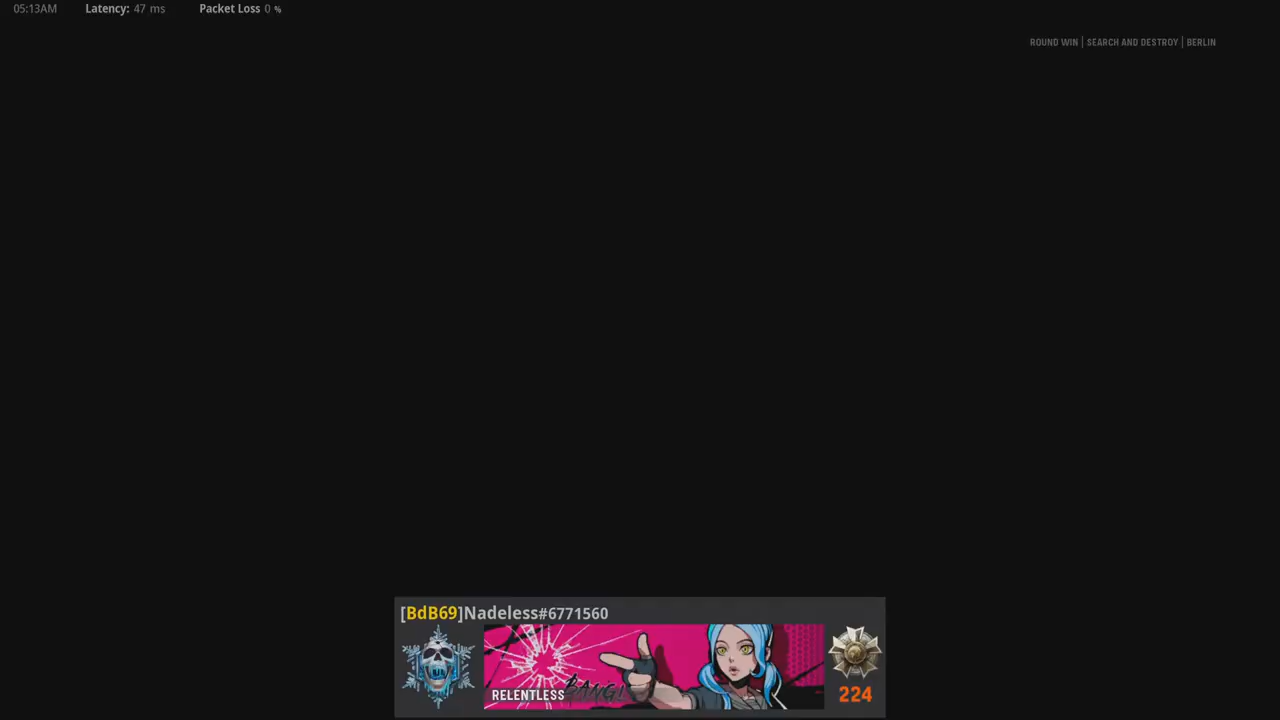 05:13AM Latency: 47 ms Packet Loss 0 %
ROUND WIN | SEARCH AND DESTROY | BERLIN
[BdB69]Nadeless#6771560
BANG!
RELENTLESS
224